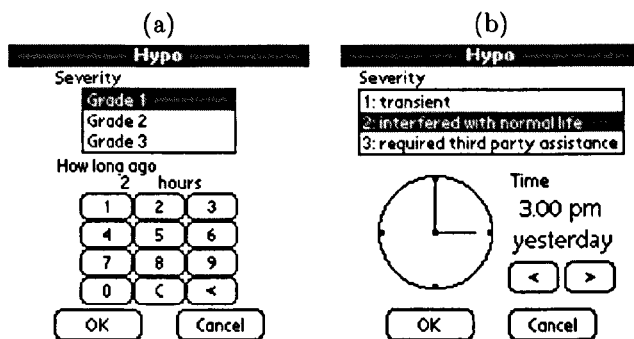 (a)
Hypo
Severity
Grade 1
Grade 2
Grade 3
How long ago
2 hours
1 2 3
4 5 6
7 8 9
0 C <
OK Cancel
(b)
Hypo
Severity
1: transient
2: interfered with normal life
3: required third party assistance
Time
3.00 pm
yesterday
< >
OK Cancel